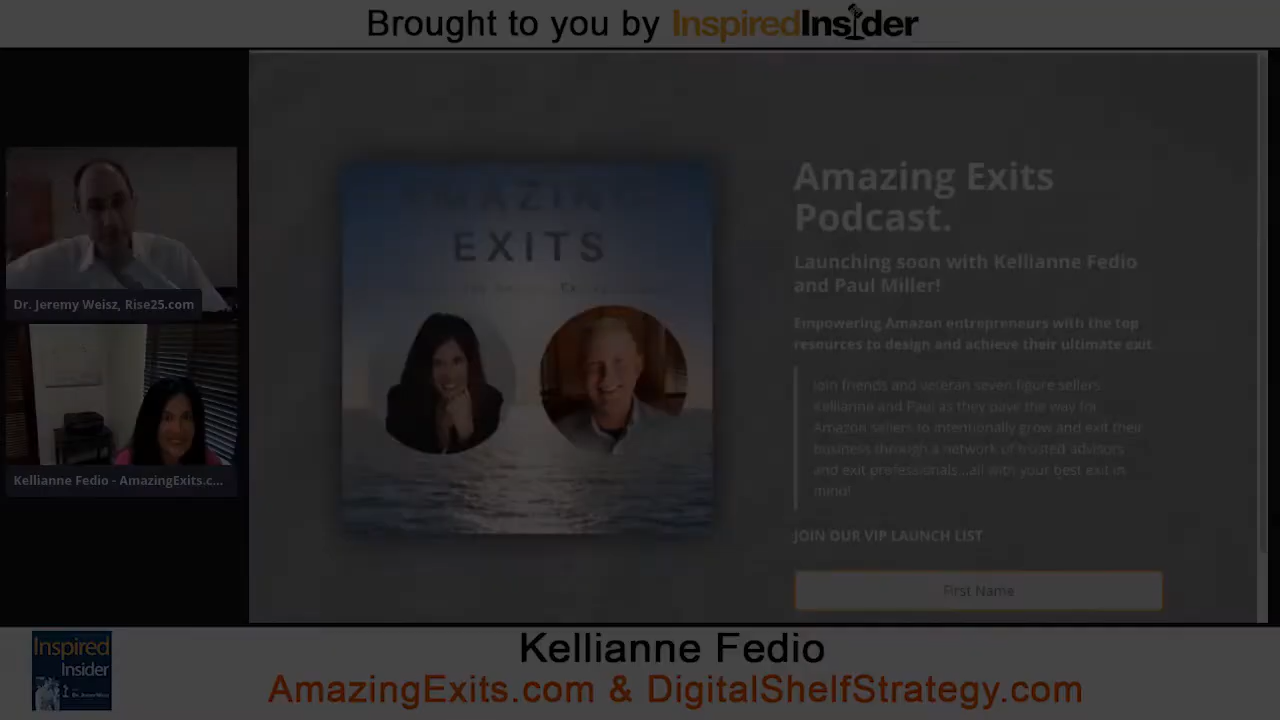 Brought to you by InspiredInsider
Dr. Jeremy Weisz, Rise25.com
Kellianne Fedio - AmazingExits.c...
AMAZING
EXITS
Amazing Exits
Podcast.
Launching soon with Kellianne Fedio
and Paul Miller!
Empowering Amazon entrepreneurs with the top
resources to design and achieve their ultimate exit.
Join friends and veteran seven figure sellers
Kellianne and Paul as they pave the way for
Amazon sellers to intentionally grow and exit their
business through a network of trusted advisors
and exit professionals...all with your best exit in
mind!
JOIN OUR VIP LAUNCH LIST
First Name
Inspired
Insider
Kellianne Fedio
AmazingExits.com & DigitalShelfStrategy.com